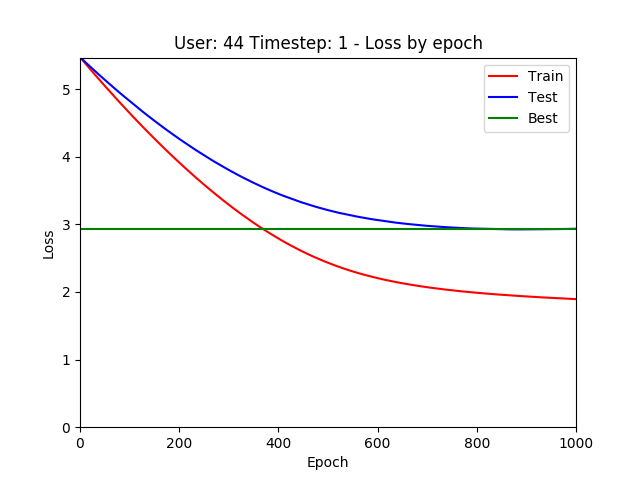 User: 44 Timestep: 1 - Loss by epoch
Train
Test
Best
5
4
3
2
1
0
Loss
0 200 400 600 800 1000
Epoch